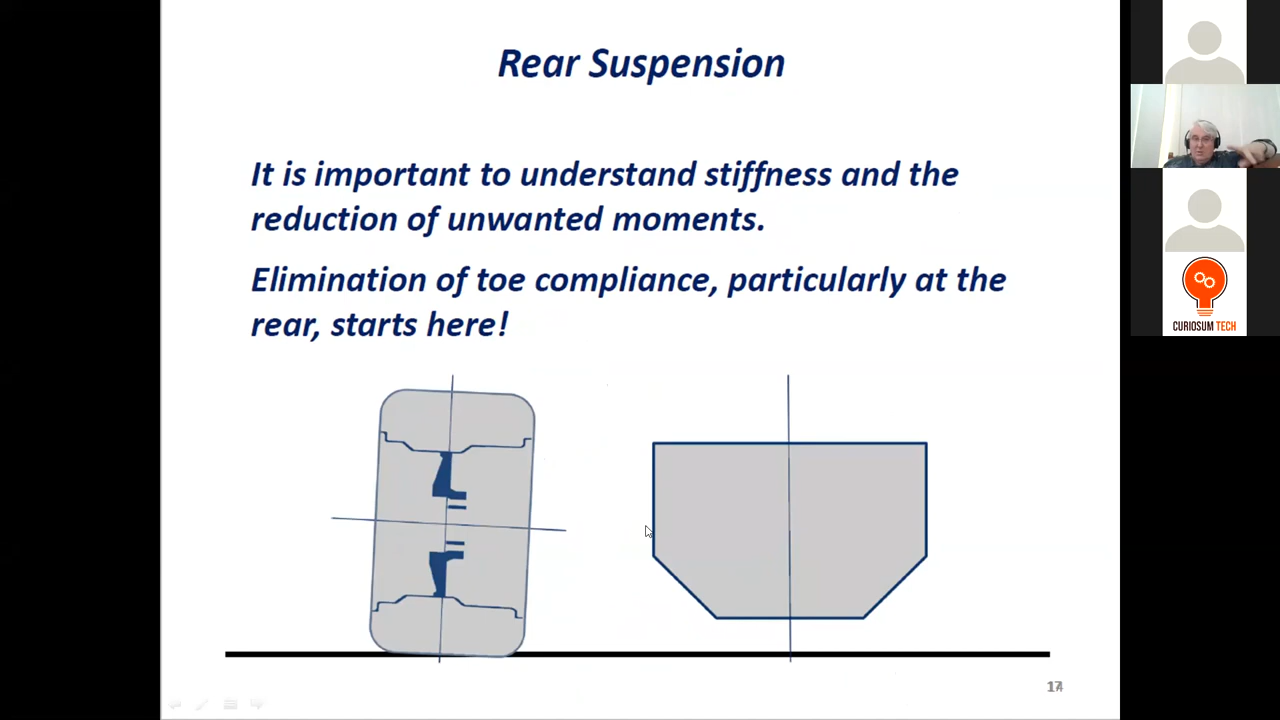 Rear Suspension
It is important to understand stiffness and the
reduction of unwanted moments.
Elimination of toe compliance, particularly at the
rear, starts here!
CURIOSUM TECH